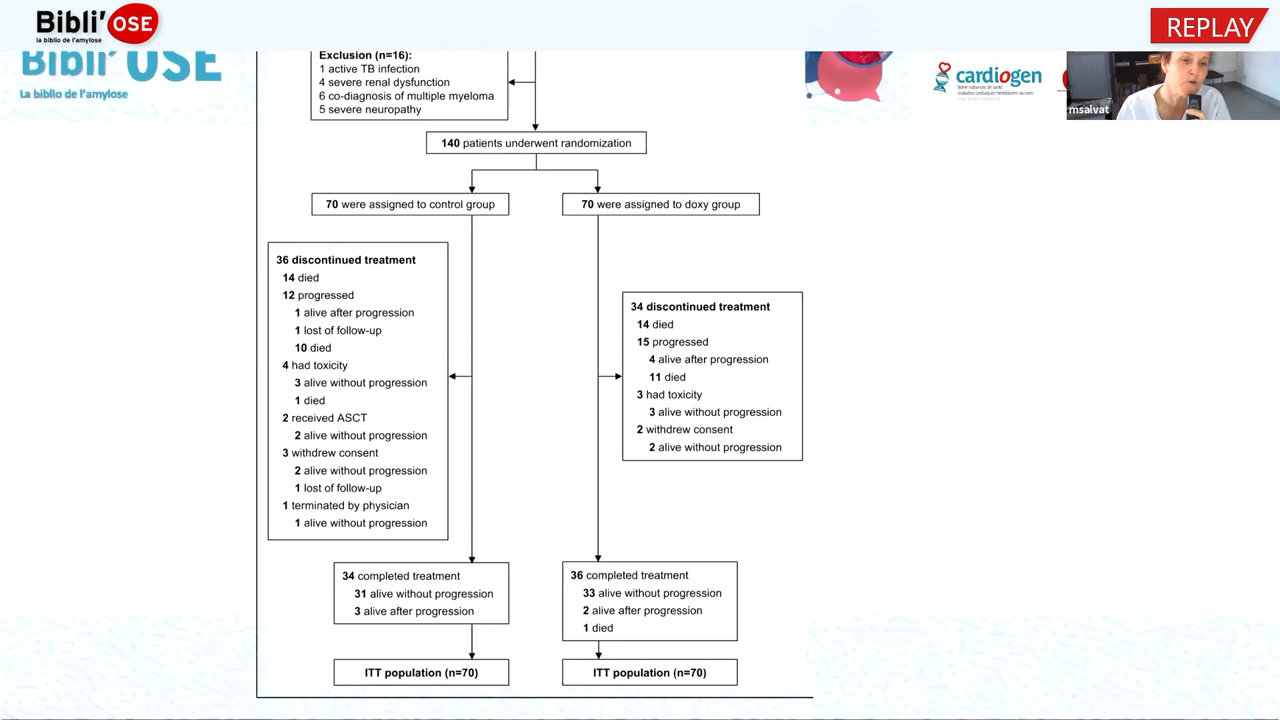 Bibli'OSE
la biblio de l'amylose
REPLAY
Bibli'OSE
La biblio de l'amylose
cardiogen
msalvat
Exclusion (n=16):
1 active TB infection
4 severe renal dysfunction
6 co-diagnosis of multiple myeloma
5 severe neuropathy
140 patients underwent randomization
70 were assigned to control group
70 were assigned to doxy group
36 discontinued treatment
14 died
12 progressed
1 alive after progression
1 lost of follow-up
10 died
4 had toxicity
3 alive without progression
1 died
2 received ASCT
2 alive without progression
3 withdrew consent
2 alive without progression
1 lost of follow-up
1 terminated by physician
1 alive without progression
34 discontinued treatment
14 died
15 progressed
4 alive after progression
11 died
3 had toxicity
3 alive without progression
2 withdrew consent
2 alive without progression
34 completed treatment
31 alive without progression
3 alive after progression
36 completed treatment
33 alive without progression
2 alive after progression
1 died
ITT population (n=70)
ITT population (n=70)